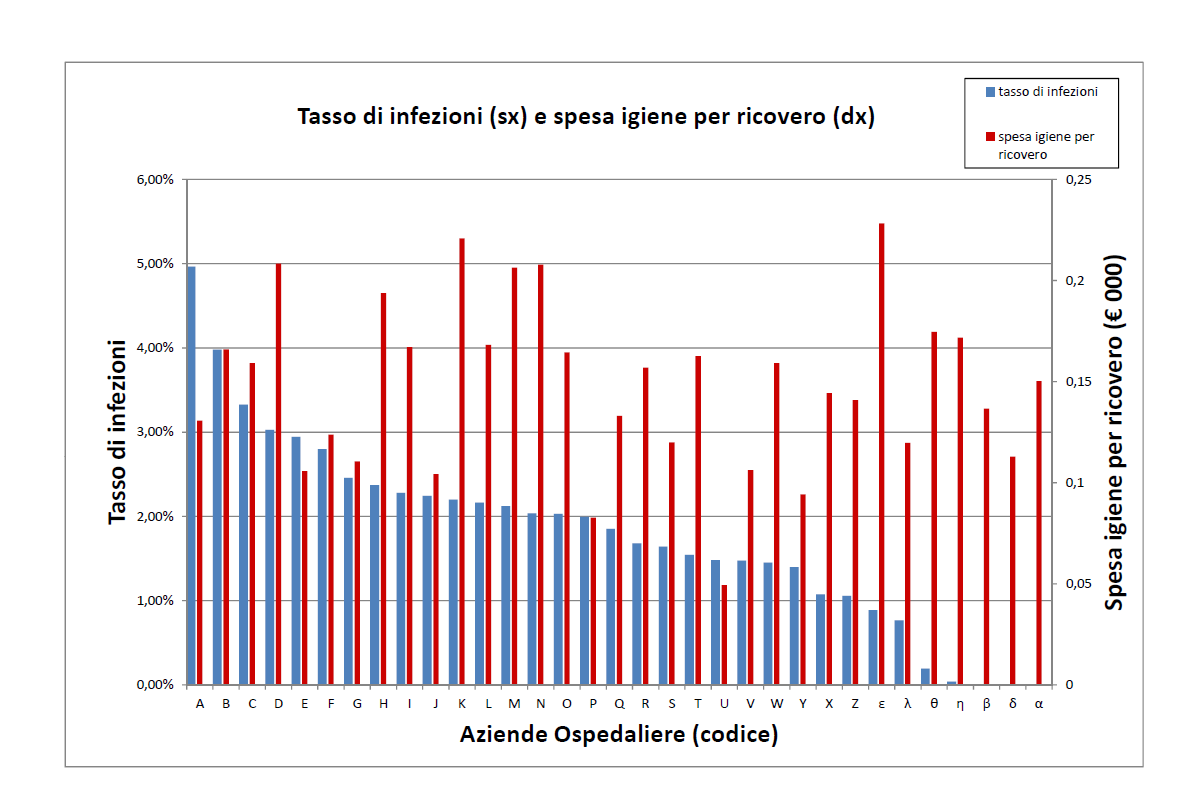 tasso di infezioni
spesa igiene per
ricovero
Tasso di infezioni (sx) e spesa igiene per ricovero (dx)
6,00%
5,00%
4,00%
3,00%
2,00%
1,00%
0,00%
Tasso di infezioni
0,25
0,2
0,15
0,1
0,05
0
Spesa igiene per ricovero (€ 000)
A B C D E F G H I J K L M N O P Q R S T U V W Y X Z ε λ θ η β δ α
Aziende Ospedaliere (codice)